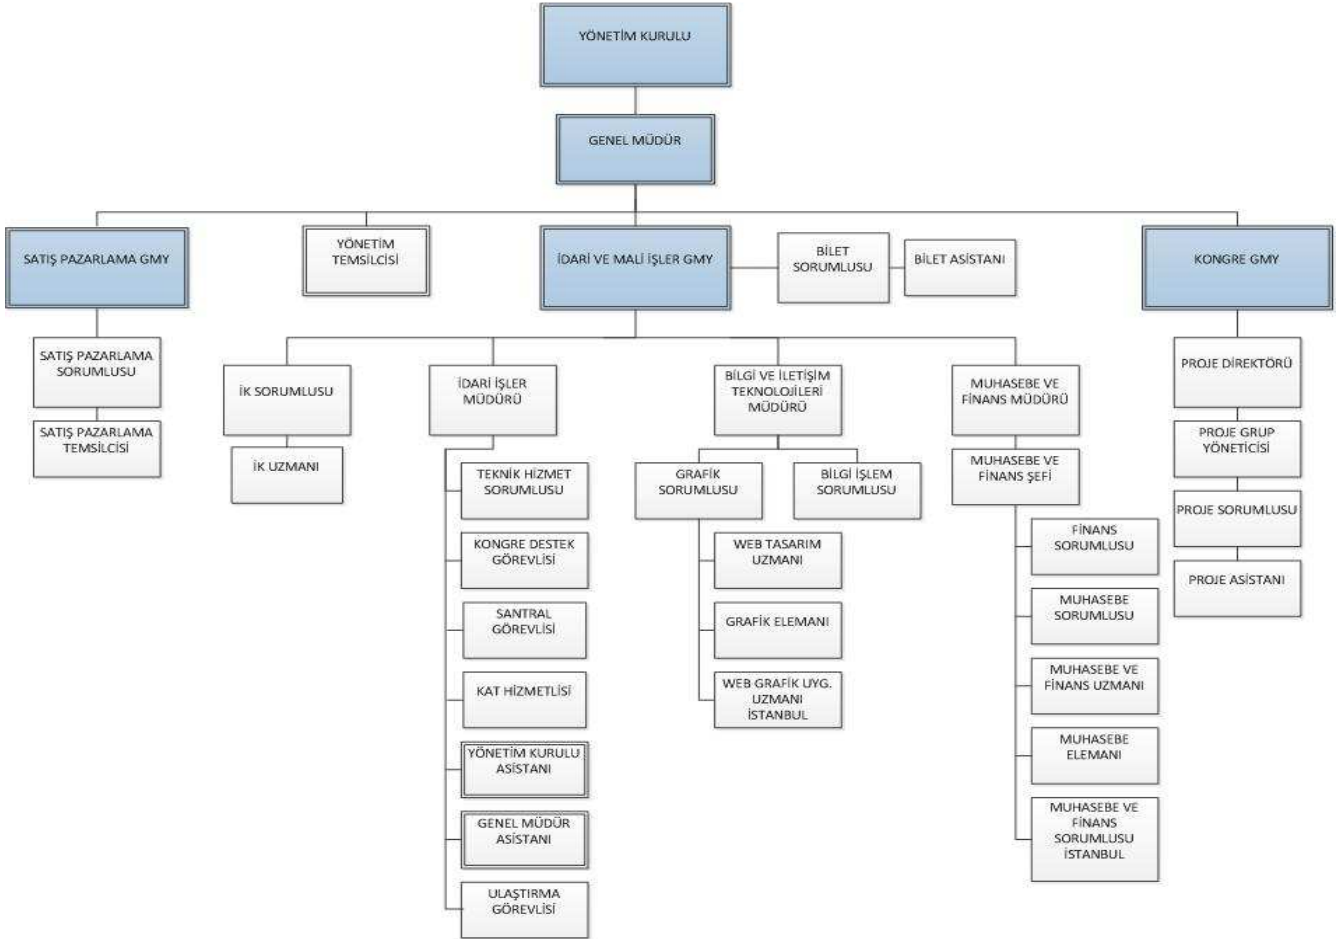 YÖNETİM KURULU
GENEL MÜDÜR
SATIŞ PAZARLAMA GMY
YÖNETİM
TEMSİLCİSİ
İDARİ VE MALİ İŞLER GMY
BİLET
SORUMLUSU
BİLET ASİSTANI
KONGRE GMY
SATIŞ PAZARLAMA
SORUMLUSU
SATIŞ PAZARLAMA
TEMSİLCİSİ
İK SORUMLUSU
İK UZMANI
İDARİ İŞLER
MÜDÜRÜ
TEKNİK HİZMET
SORUMLUSU
KONGRE DESTEK
GÖREVLİSİ
SANTRAL
GÖREVLİSİ
KAT HİZMETLİSİ
YÖNETİM KURULU
ASİSTANI
GENEL MÜDÜR
ASİSTANI
ULAŞTIRMA
GÖREVLİSİ
BİLGİ VE İLETİŞİM
TEKNOLOJİLERİ
MÜDÜRÜ
GRAFİK
SORUMLUSU
BİLGİ İŞLEM
SORUMLUSU
WEB TASARIM
UZMANI
GRAFİK ELEMANI
WEB GRAFİK UYG.
UZMANI
İSTANBUL
MUHASEBE VE
FİNANS MÜDÜRÜ
MUHASEBE VE
FİNANS ŞEFİ
FİNANS
SORUMLUSU
MUHASEBE
SORUMLUSU
MUHASEBE VE
FİNANS UZMANI
MUHASEBE
ELEMANI
MUHASEBE VE
FİNANS
SORUMLUSU
İSTANBUL
PROJE DİREKTÖRÜ
PROJE GRUP
YÖNETİCİSİ
PROJE SORUMLUSU
PROJE ASİSTANI